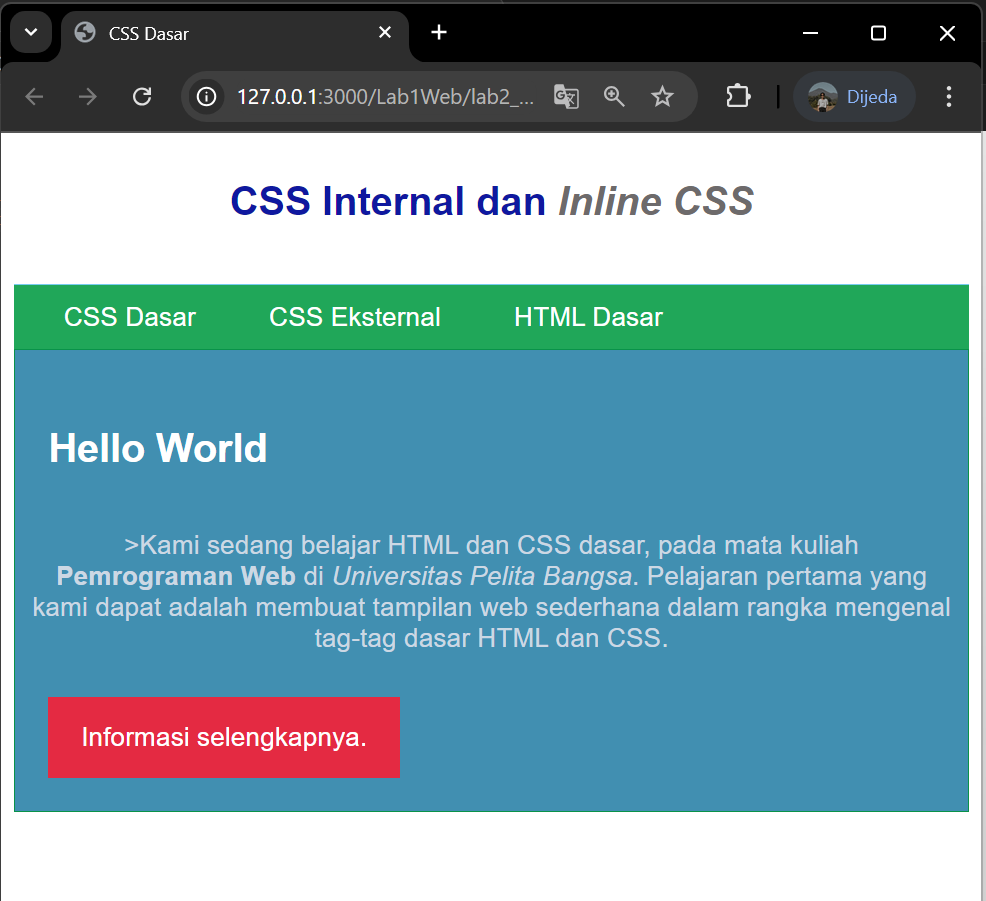 CSS Dasar
127.0.0.1:3000/Lab1Web/lab2_...
Dijeda
CSS Internal dan Inline CSS
CSS Dasar CSS Eksternal HTML Dasar
Hello World
>Kami sedang belajar HTML dan CSS dasar, pada mata kuliah
Pemrograman Web di Universitas Pelita Bangsa. Pelajaran pertama yang
kami dapat adalah membuat tampilan web sederhana dalam rangka mengenal
tag-tag dasar HTML dan CSS.
Informasi selengkapnya.